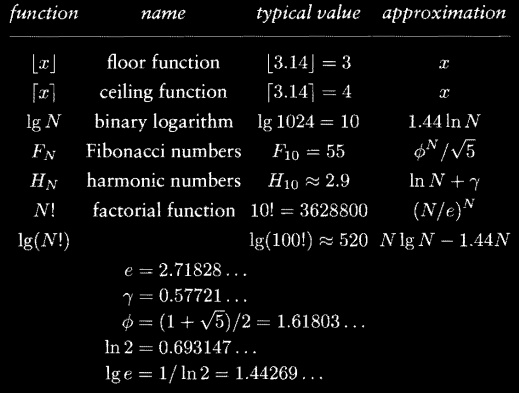 function name typical value approximation
⌊x⌋ floor function ⌊3.14⌋ = 3 x
⌈x⌉ ceiling function ⌈3.14⌉ = 4 x
lg N binary logarithm lg 1024 = 10 1.44 ln N
F_N Fibonacci numbers F_10 = 55 ϕ^N/√5
H_N harmonic numbers H_10 ≈ 2.9 ln N + γ
N! factorial function 10! = 3628800 (N/e)^N
lg(N!) lg(100!) ≈ 520 N lg N − 1.44N
e = 2.71828...
γ = 0.57721...
ϕ = (1 + √5)/2 = 1.61803...
ln 2 = 0.693147...
lg e = 1/ ln 2 = 1.44269...